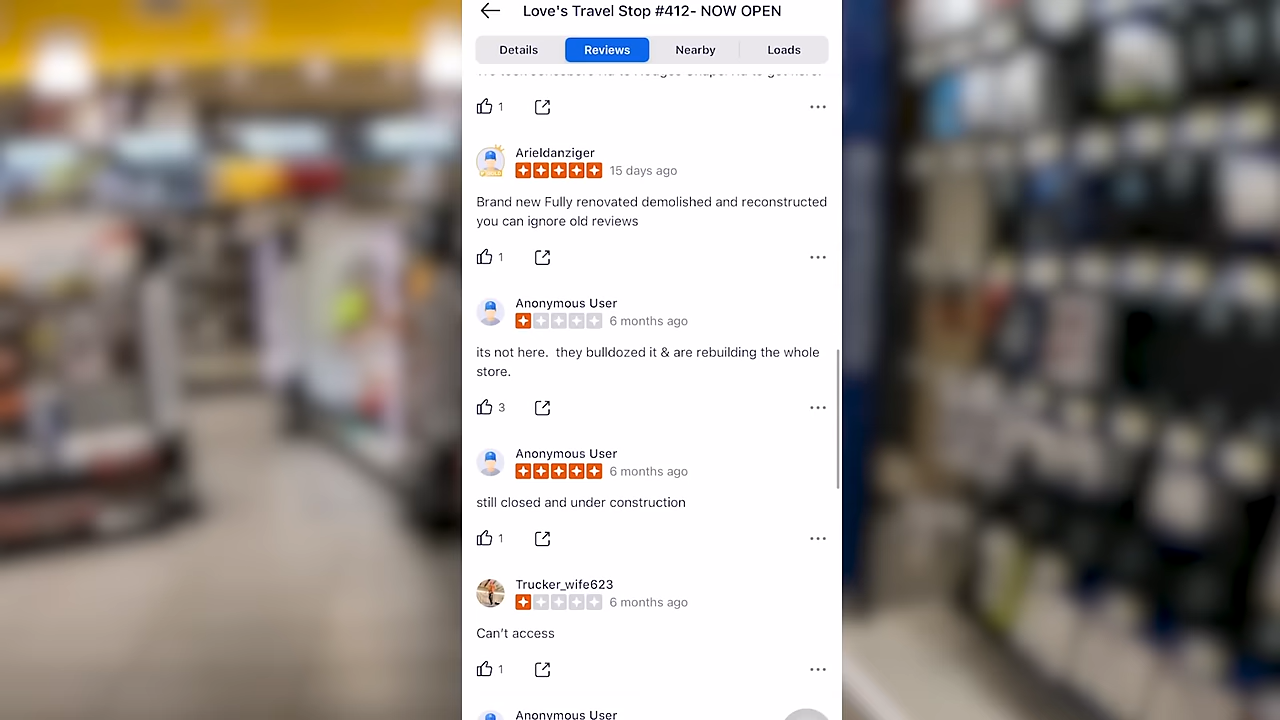 Love's Travel Stop #412- NOW OPEN
Details
Reviews
Nearby
Loads
1
Arieldanziger
15 days ago
Brand new Fully renovated demolished and reconstructed
you can ignore old reviews
1
Anonymous User
6 months ago
its not here.  they bulldozed it & are rebuilding the whole
store.
3
Anonymous User
6 months ago
still closed and under construction
1
Trucker_wife623
6 months ago
Can't access
1
Anonymous User